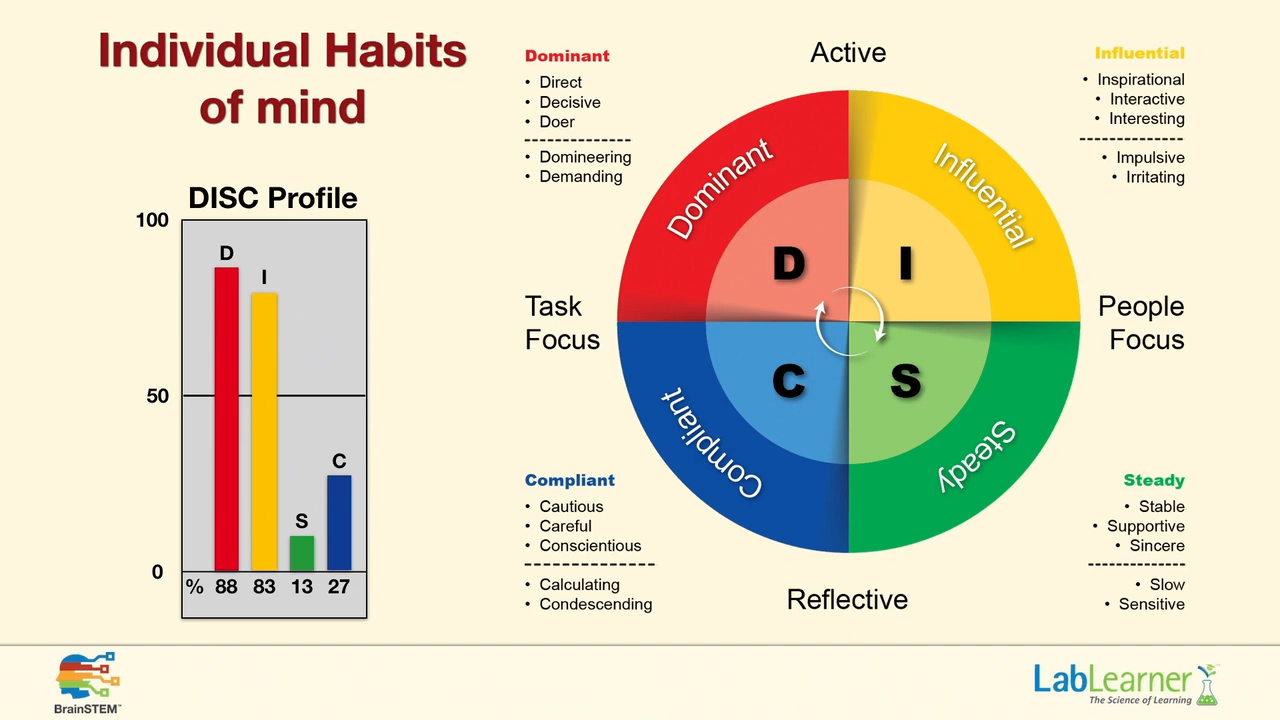 Individual Habits
of mind
DISC Profile
100
50
0
D
I
S
C
% 88 83 13 27
Dominant
• Direct
• Decisive
• Doer
• Domineering
• Demanding
Active
Influential
• Inspirational
• Interactive
• Interesting
• Impulsive
• Irritating
Task
Focus
Dominant
Influential
D
I
C
S
Compliant
Steady
People
Focus
Compliant
• Cautious
• Careful
• Conscientious
• Calculating
• Condescending
Reflective
Steady
• Stable
• Supportive
• Sincere
• Slow
• Sensitive
BrainSTEM™
LabLearner™
The Science of Learning